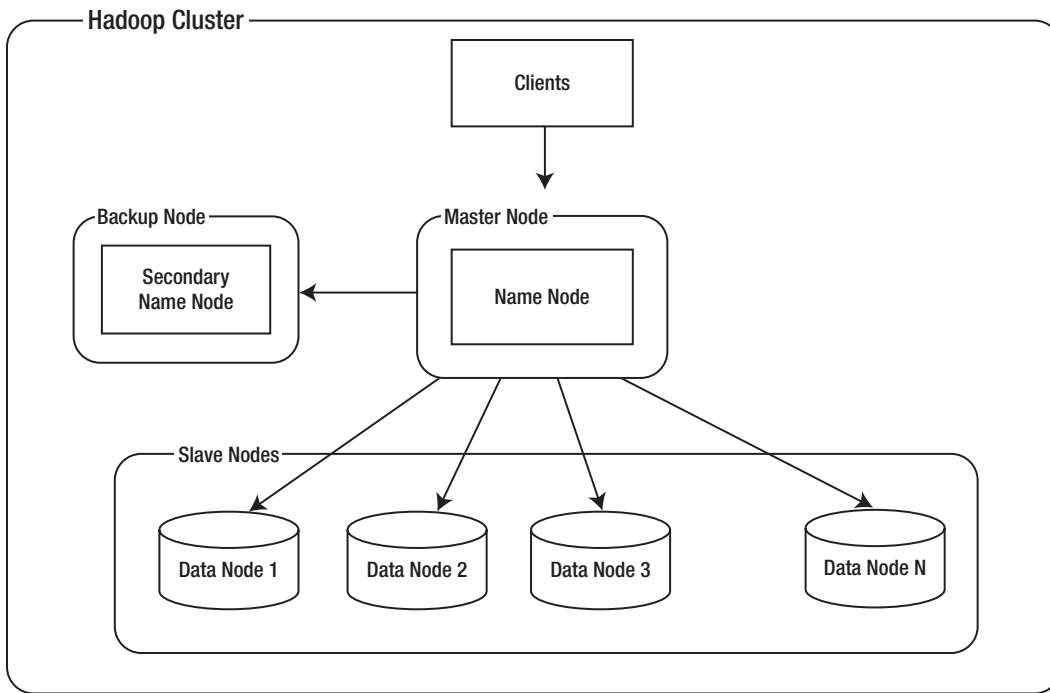 Hadoop Cluster
Clients
Backup Node
Master Node
Secondary
Name Node
Name Node
Slave Nodes
Data Node 1
Data Node 2
Data Node 3
Data Node N